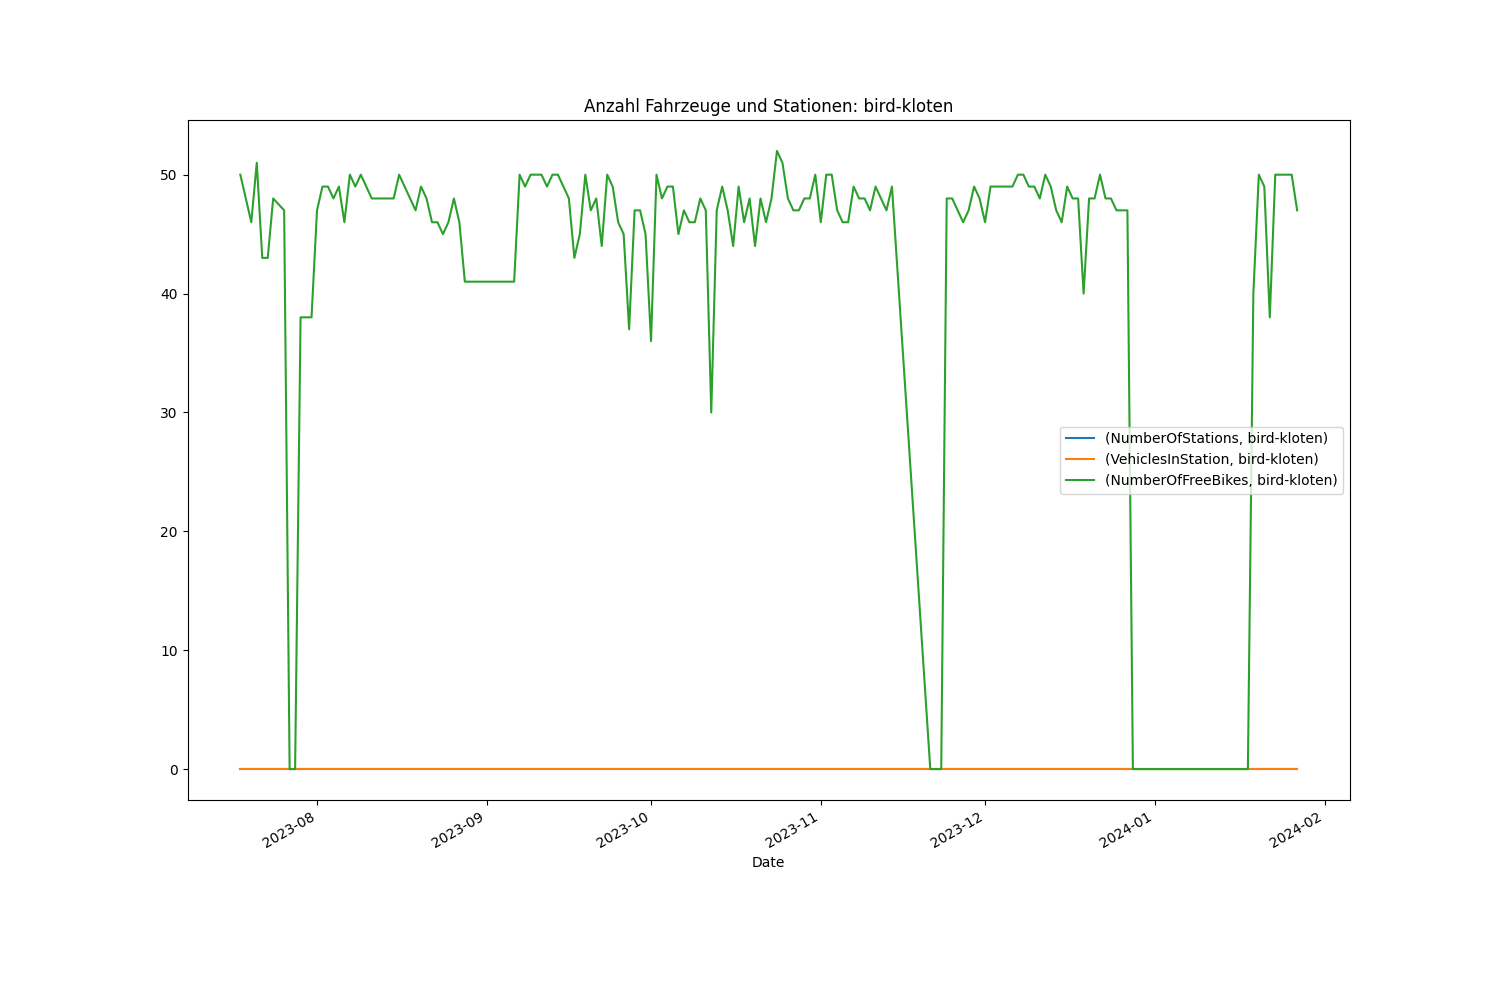 Anzahl Fahrzeuge und Stationen: bird-kloten
50
40
30
20
10
0
(NumberOfStations, bird-kloten)
(VehiclesInStation, bird-kloten)
(NumberOfFreeBikes, bird-kloten)
2023-08
2023-09
2023-10
2023-11
2023-12
2024-01
2024-02
Date